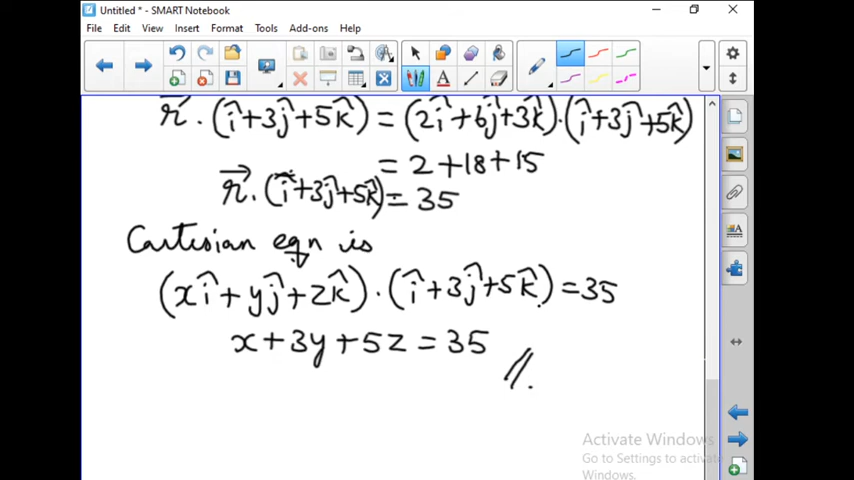 Untitled * - SMART Notebook
File Edit View Insert Format Tools Add-ons Help
r⃗ . (î+3ĵ+5k̂) = (2î+6ĵ+3k̂).(î+3ĵ+5k̂)
= 2+18+15
r⃗ . (î+3ĵ+5k̂) = 35
Cartesian eqn is
(xî+yĵ+zk̂).(î+3ĵ+5k̂) = 35
x+3y+5z = 35 //.
Activate Windows
Go to Settings to activate
Windows.